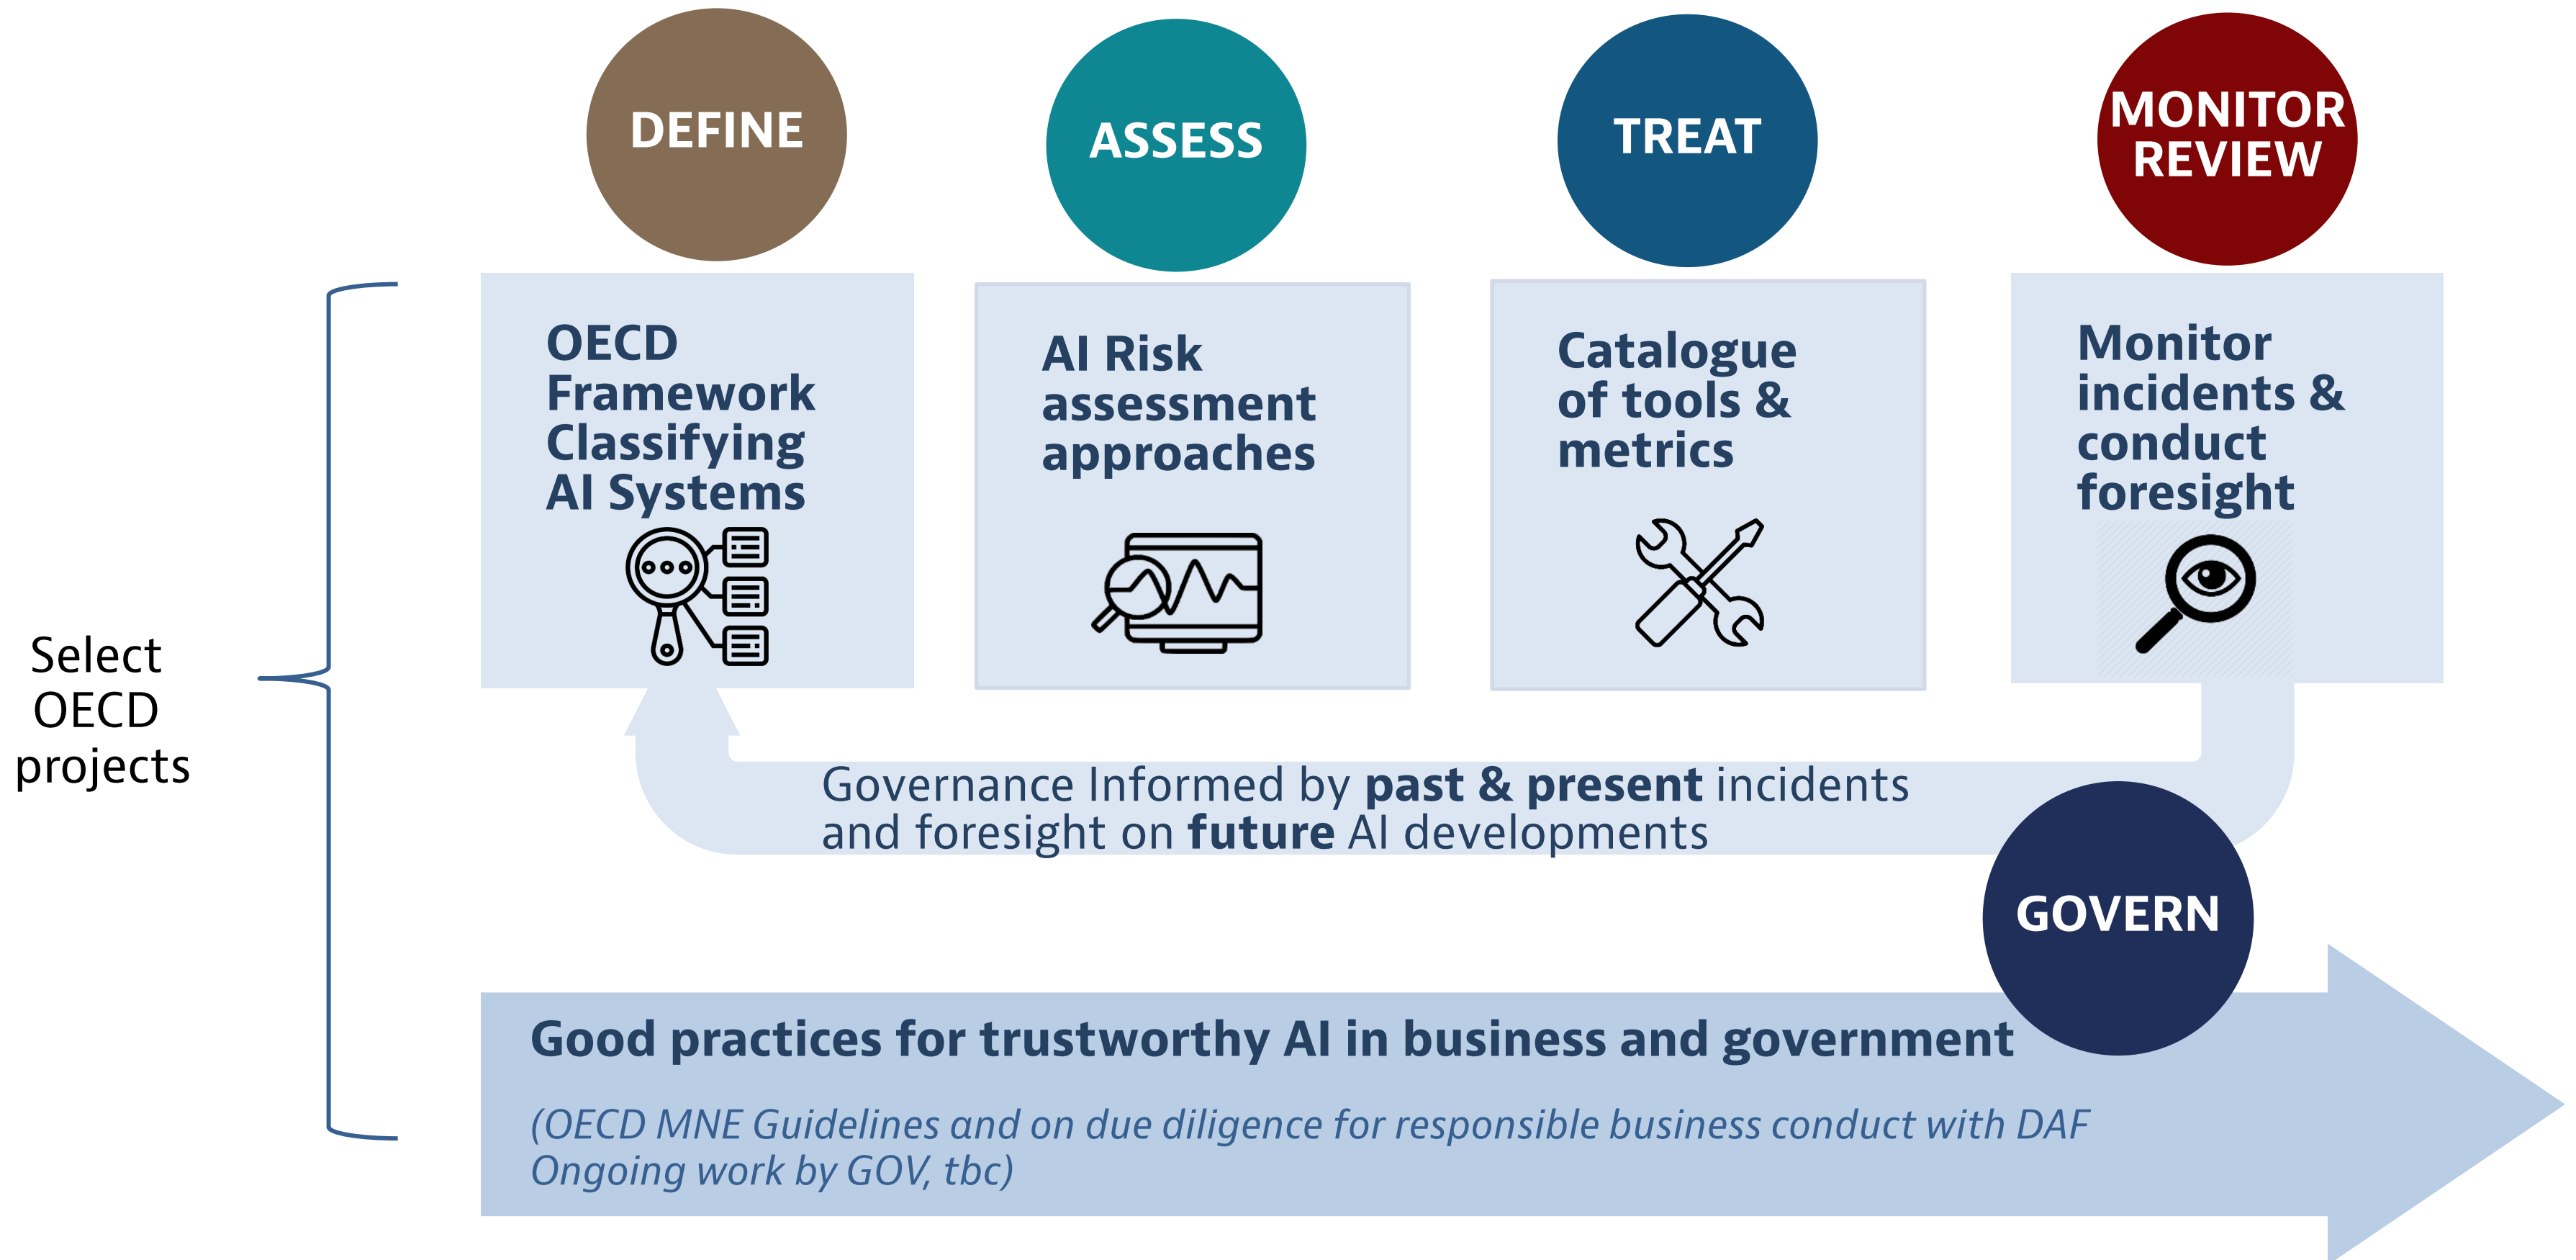 DEFINE
ASSESS
TREAT
MONITOR
REVIEW
OECD
Framework
Classifying
AI Systems
AI Risk
assessment
approaches
Catalogue
of tools &
metrics
Monitor
incidents &
conduct
foresight
Select
OECD
projects
Governance Informed by past & present incidents
and foresight on future AI developments
GOVERN
Good practices for trustworthy AI in business and government
(OECD MNE Guidelines and on due diligence for responsible business conduct with DAF
Ongoing work by GOV, tbc)